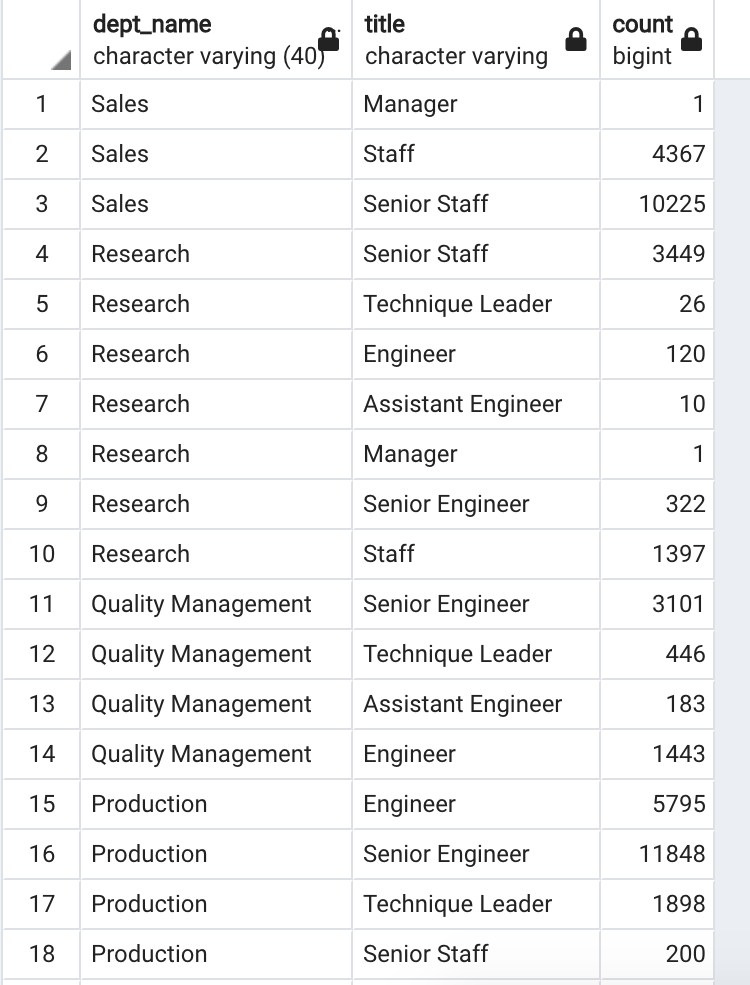 dept_name title count
character varying (40) character varying bigint
1 Sales Manager 1
2 Sales Staff 4367
3 Sales Senior Staff 10225
4 Research Senior Staff 3449
5 Research Technique Leader 26
6 Research Engineer 120
7 Research Assistant Engineer 10
8 Research Manager 1
9 Research Senior Engineer 322
10 Research Staff 1397
11 Quality Management Senior Engineer 3101
12 Quality Management Technique Leader 446
13 Quality Management Assistant Engineer 183
14 Quality Management Engineer 1443
15 Production Engineer 5795
16 Production Senior Engineer 11848
17 Production Technique Leader 1898
18 Production Senior Staff 200